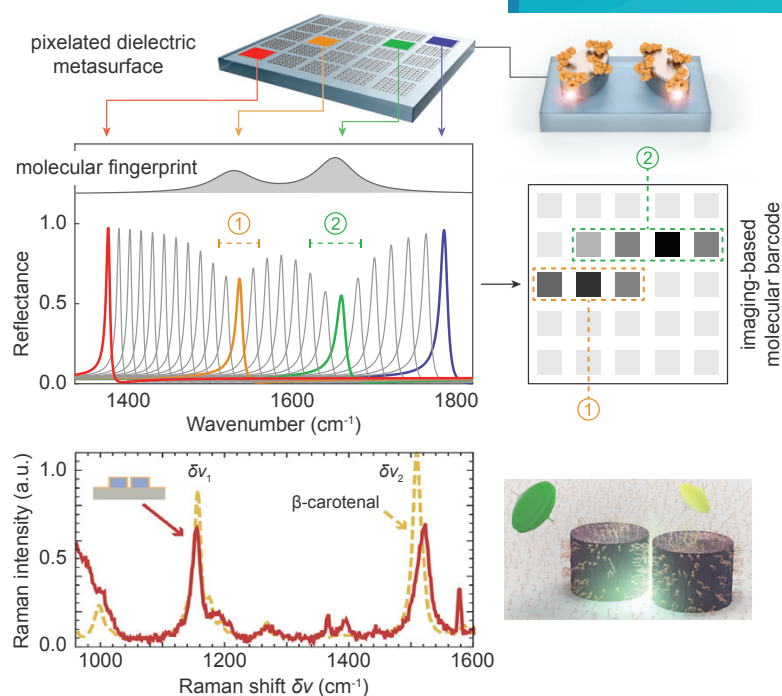 pixelated dielectric
metasurface
molecular fingerprint
1
2
1.0
0.5
0.0
Reflectance
1400
1600
1800
Wavenumber (cm⁻¹)
2
1
imaging-based
molecular barcode
1.0
0.5
0.0
Raman intensity (a.u.)
δν₁
δν₂
β-carotenal
1000
1200
1400
1600
Raman shift δν (cm⁻¹)